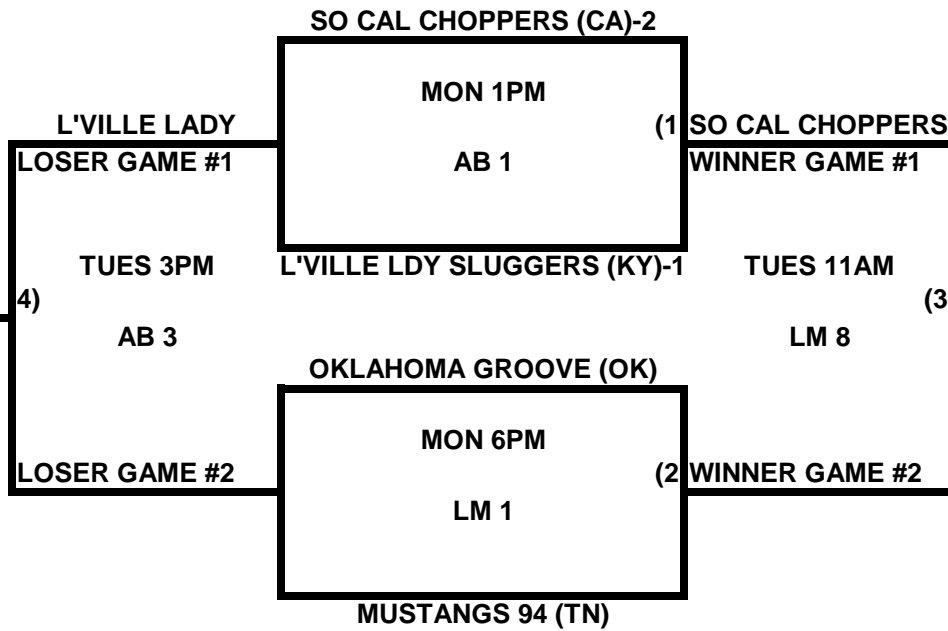 SO CAL CHOPPERS (CA)-2
MON 1PM
L'VILLE LADY
(1
SO CAL CHOPPERS
LOSER GAME #1
AB 1
WINNER GAME #1
TUES 3PM
L'VILLE LDY SLUGGERS (KY)-1
TUES 11AM
4)
(3
AB 3
LM 8
OKLAHOMA GROOVE (OK)
MON 6PM
LOSER GAME #2
(2
WINNER GAME #2
LM 1
MUSTANGS 94 (TN)